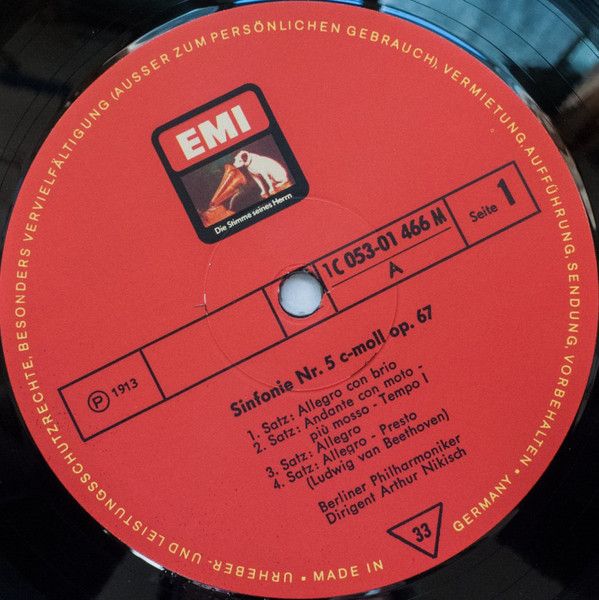 EMI
Die Stimme seines Herrn
1C 053-01 466 M
A
Seite 1
Ⓟ 1913
Sinfonie Nr. 5 c-moll op. 67
1. Satz: Allegro con brio
2. Satz: Andante con moto -
più mosso - Tempo I
3. Satz: Allegro
4. Satz: Allegro - Presto
(Ludwig van Beethoven)
Berliner Philharmoniker
Dirigent Arthur Nikisch
33
URHEBER- UND LEISTUNGSSCHUTZRECHTE, BESONDERS VERVIELFÄLTIGUNG (AUSSER ZUM PERSÖNLICHEN GEBRAUCH), VERMIETUNG, AUFFÜHRUNG, SENDUNG, VORBEHALTEN • GERMANY • MADE IN